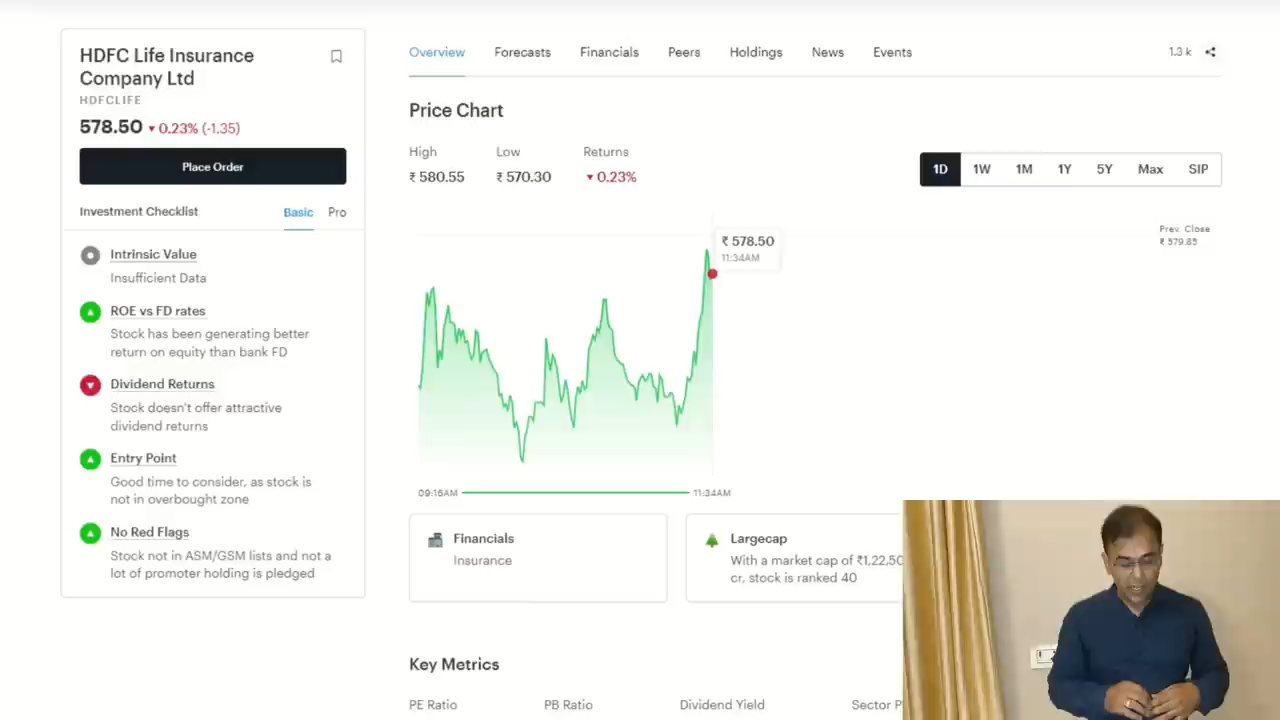 HDFC Life Insurance
Company Ltd
HDFCLIFE
578.50 ▾ 0.23% (-1.35)
Place Order
Investment Checklist Basic Pro
Intrinsic Value
Insufficient Data
ROE vs FD rates
Stock has been generating better
return on equity than bank FD
Dividend Returns
Stock doesn't offer attractive
dividend returns
Entry Point
Good time to consider, as stock is
not in overbought zone
No Red Flags
Stock not in ASM/GSM lists and not a
lot of promoter holding is pledged
Overview Forecasts Financials Peers Holdings News Events 1.3 k
Price Chart
High Low Returns
₹ 580.55 ₹ 570.30 ▾ 0.23%
1D 1W 1M 1Y 5Y Max SIP
Prev. Close
₹ 579.85
₹ 578.50
11:34AM
09:16AM 11:34AM
Financials
Insurance
Largecap
With a market cap of ₹1,22,50
cr, stock is ranked 40
Key Metrics
PE Ratio PB Ratio Dividend Yield Sector